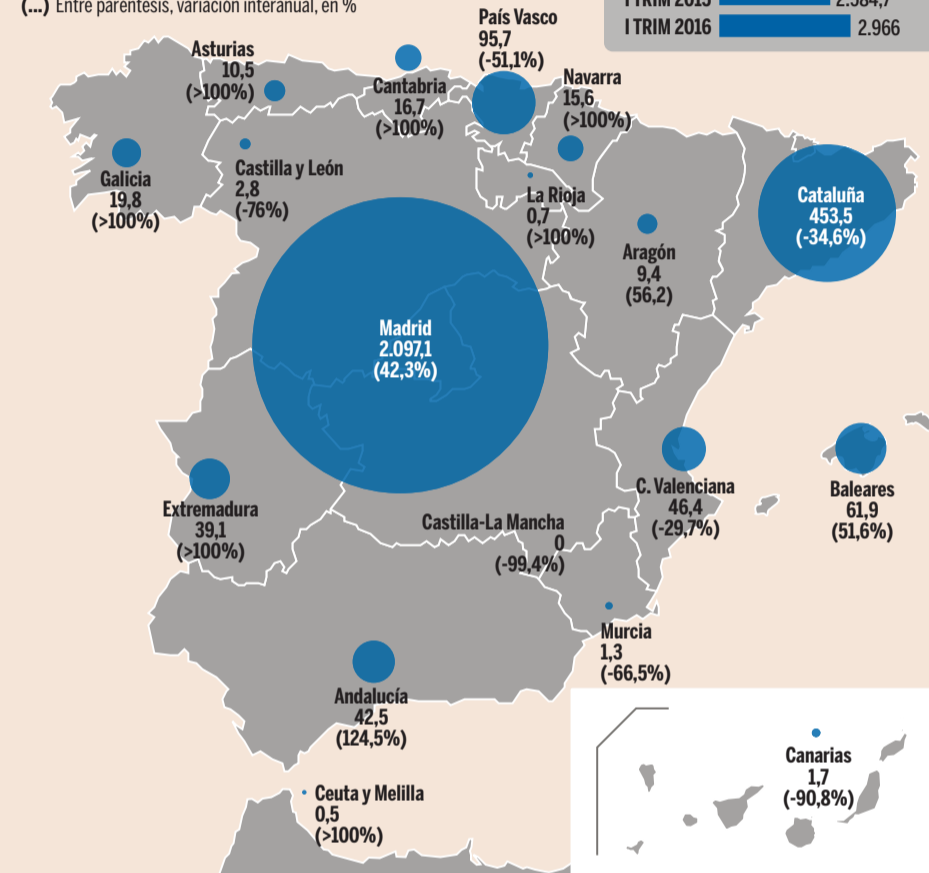 (...) Entre paréntesis, variación interanual, en %
I TRIM 2015 2.584,7
I TRIM 2016 2.966
País Vasco
95,7
(-51,1%)
Asturias
10,5
(>100%)
Cantabria
16,7
(>100%)
Navarra
15,6
(>100%)
Galicia
19,8
(>100%)
Castilla y León
2,8
(-76%)
La Rioja
0,7
(>100%)
Cataluña
453,5
(-34,6%)
Aragón
9,4
(56,2)
Madrid
2.097,1
(42,3%)
Extremadura
39,1
(>100%)
C. Valenciana
46,4
(-29,7%)
Baleares
61,9
(51,6%)
Castilla-La Mancha
0
(-99,4%)
Murcia
1,3
(-66,5%)
Andalucía
42,5
(124,5%)
Canarias
1,7
(-90,8%)
Ceuta y Melilla
0,5
(>100%)